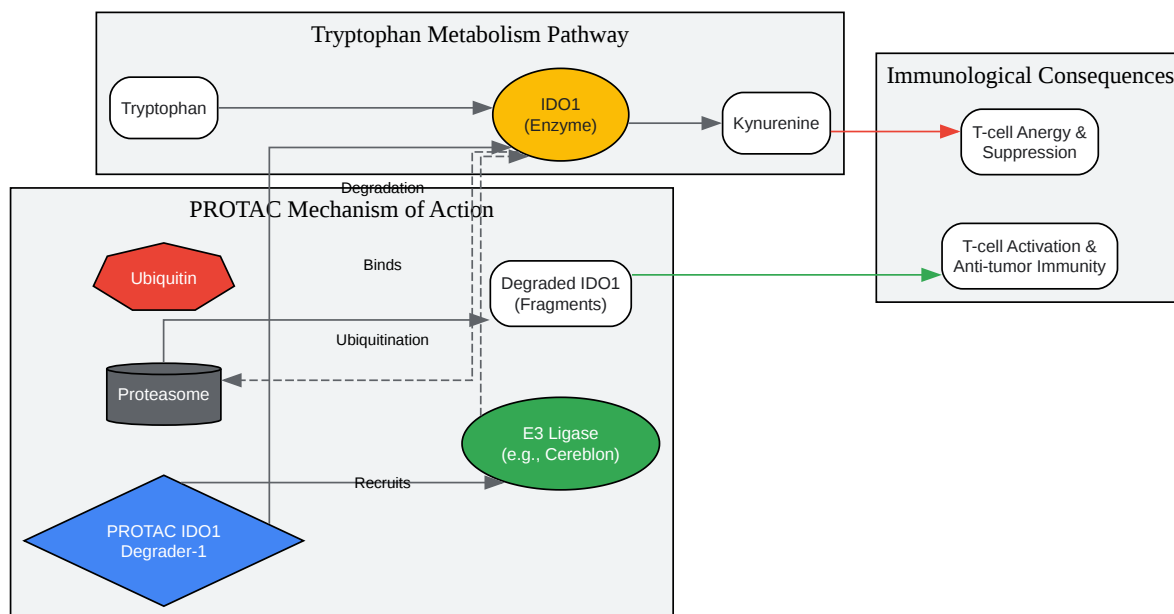 Tryptophan Metabolism Pathway
Tryptophan
IDO1
(Enzyme)
Kynurenine
Immunological Consequences
T-cell Anergy &
Suppression
T-cell Activation &
Anti-tumor Immunity
Degradation
PROTAC Mechanism of Action
Ubiquitin
Binds
Degraded IDO1
(Fragments)
Ubiquitination
Proteasome
E3 Ligase
(e.g., Cereblon)
Recruits
PROTAC IDO1
Degrader-1